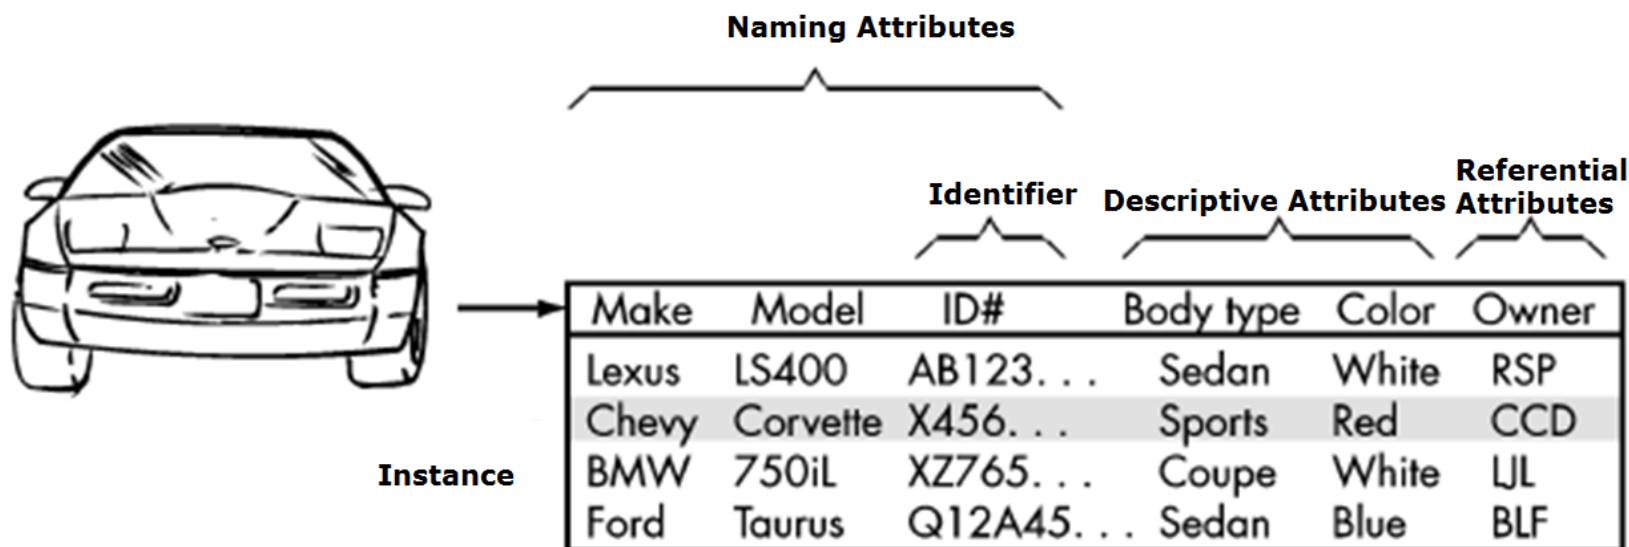 Naming Attributes
Identifier
Descriptive Attributes
Referential
Attributes
Make Model ID# Body type Color Owner
Lexus LS400 AB123. . . Sedan White RSP
Chevy Corvette X456. . . Sports Red CCD
Instance
BMW 750iL XZ765. . . Coupe White LJL
Ford Taurus Q12A45. . . Sedan Blue BLF